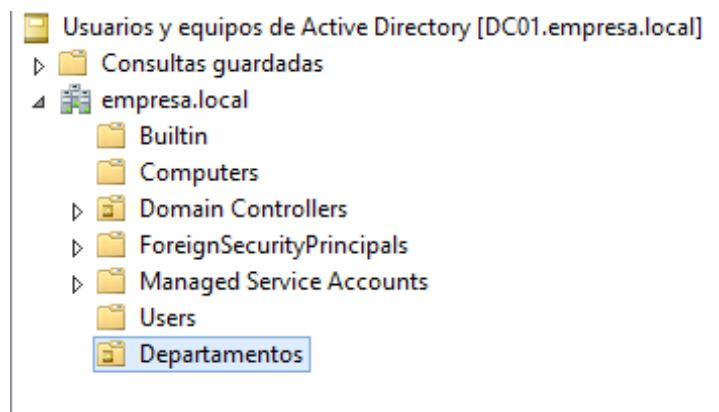 Usuarios y equipos de Active Directory [DC01.empresa.local]
Consultas guardadas
empresa.local
Builtin
Computers
Domain Controllers
ForeignSecurityPrincipals
Managed Service Accounts
Users
Departamentos